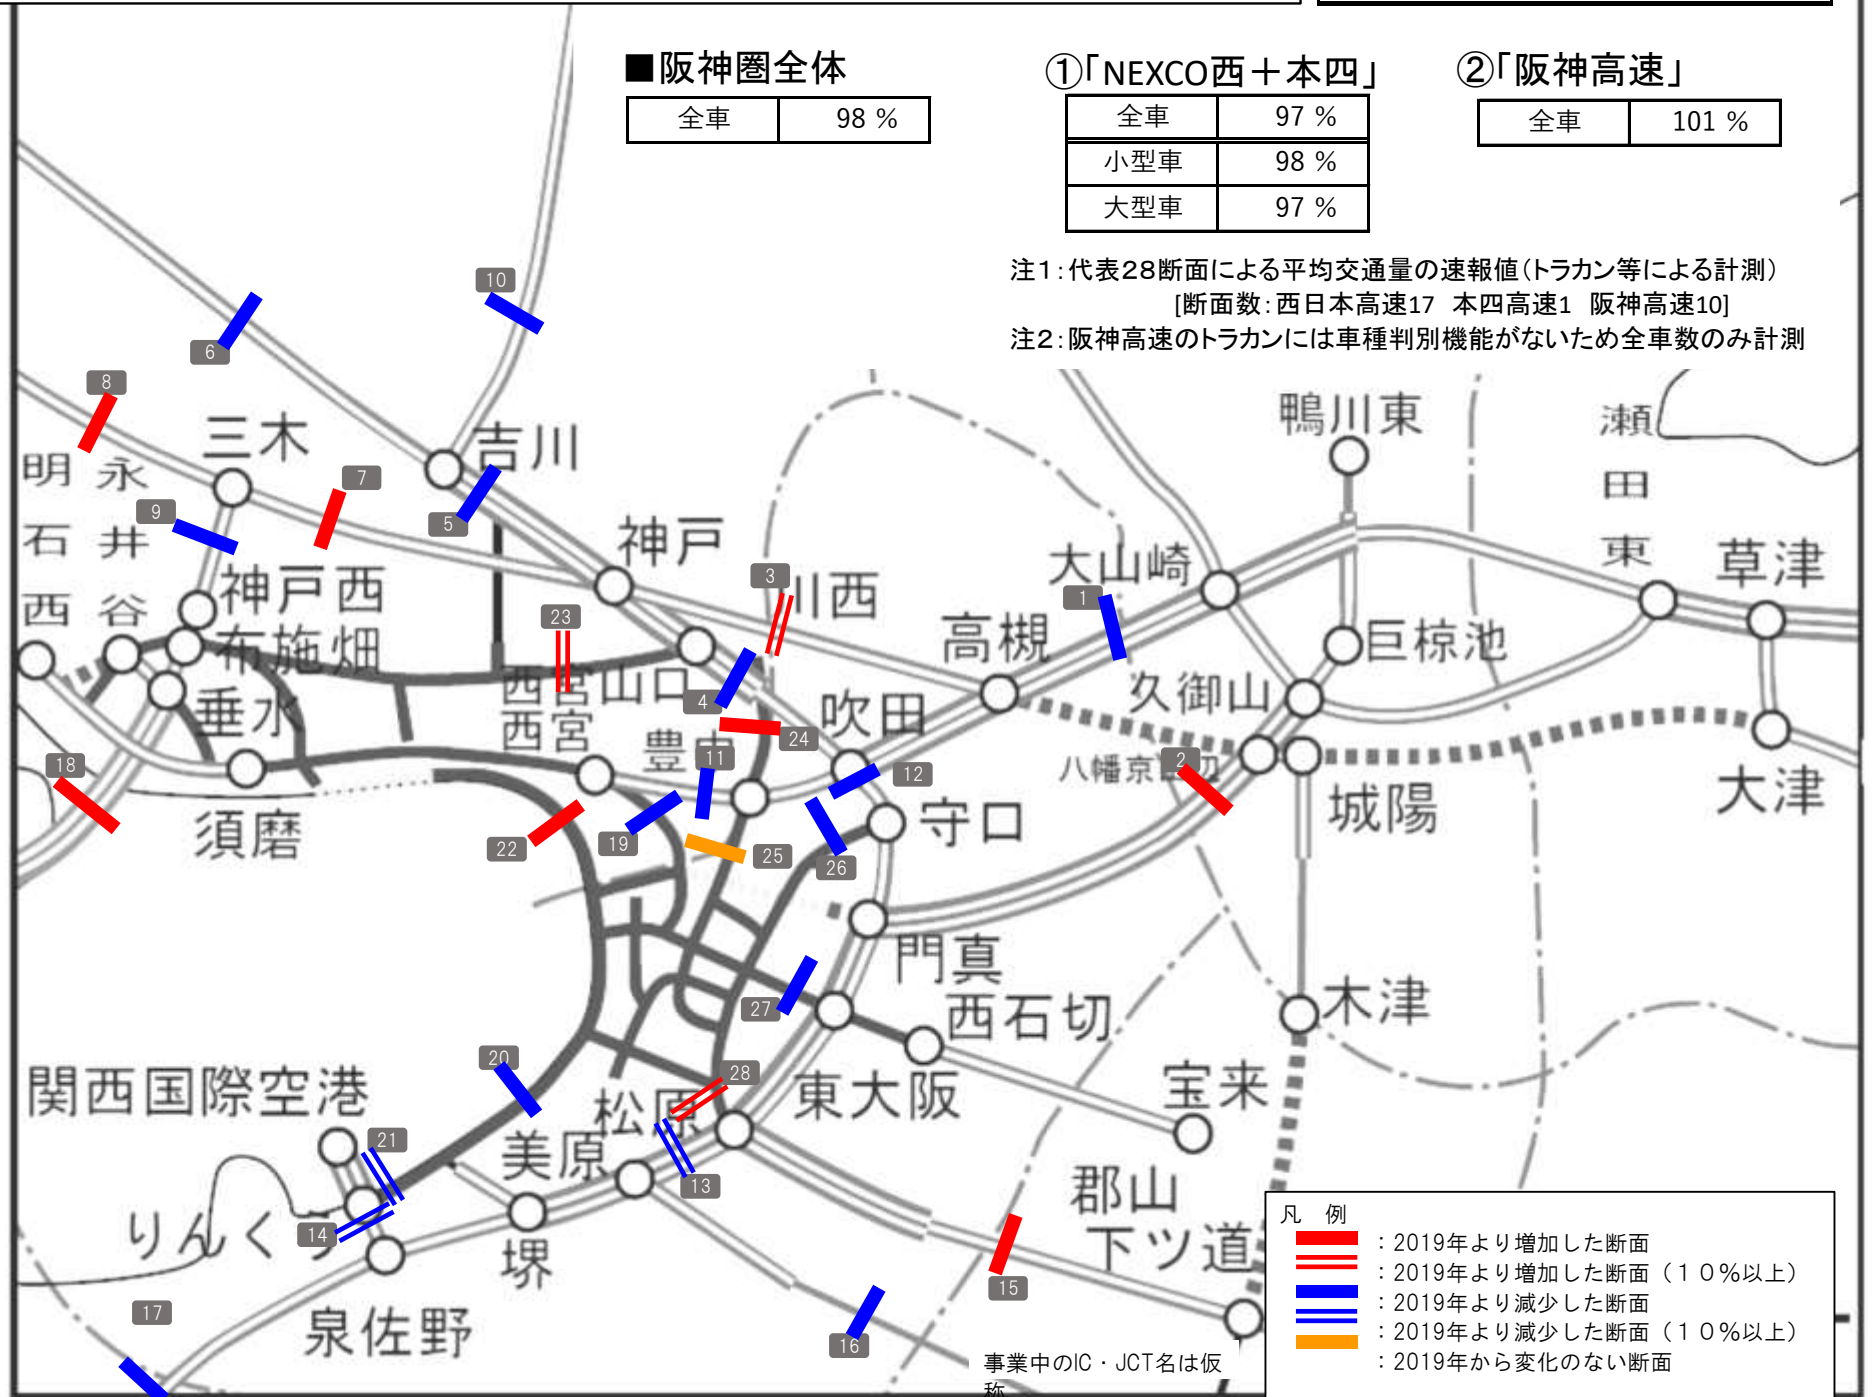 ■阪神圏全体
全車 98 %
①「NEXCO西＋本四」
全車 97 %
小型車 98 %
大型車 97 %
②「阪神高速」
全車 101 %
注1：代表28断面による平均交通量の速報値（トラカン等による計測）
[断面数：西日本高速17 本四高速1 阪神高速10]
注2：阪神高速のトラカンには車種判別機能がないため全車数のみ計測
10
6
8
三木
吉川
鴨川東
瀬田東
明石西
永井谷
7
9
5
神戸
大山崎
草津
神戸西
3
川西
1
23
高槻
巨椋池
布施畑
西宮山口
4
久御山
垂水
西宮
吹田
24
豊中
11
12
八幡京田辺
2
18
須磨
守口
城陽
大津
22
19
25
26
門真
27
西石切
木津
20
関西国際空港
松原
28
東大阪
宝来
21
美原
13
郡山
下ツ道
りんくう
14
堺
15
17
泉佐野
16
事業中のIC・JCT名は仮
称
凡 例
：2019年より増加した断面
：2019年より増加した断面（１０%以上）
：2019年より減少した断面
：2019年より減少した断面（１０%以上）
：2019年から変化のない断面